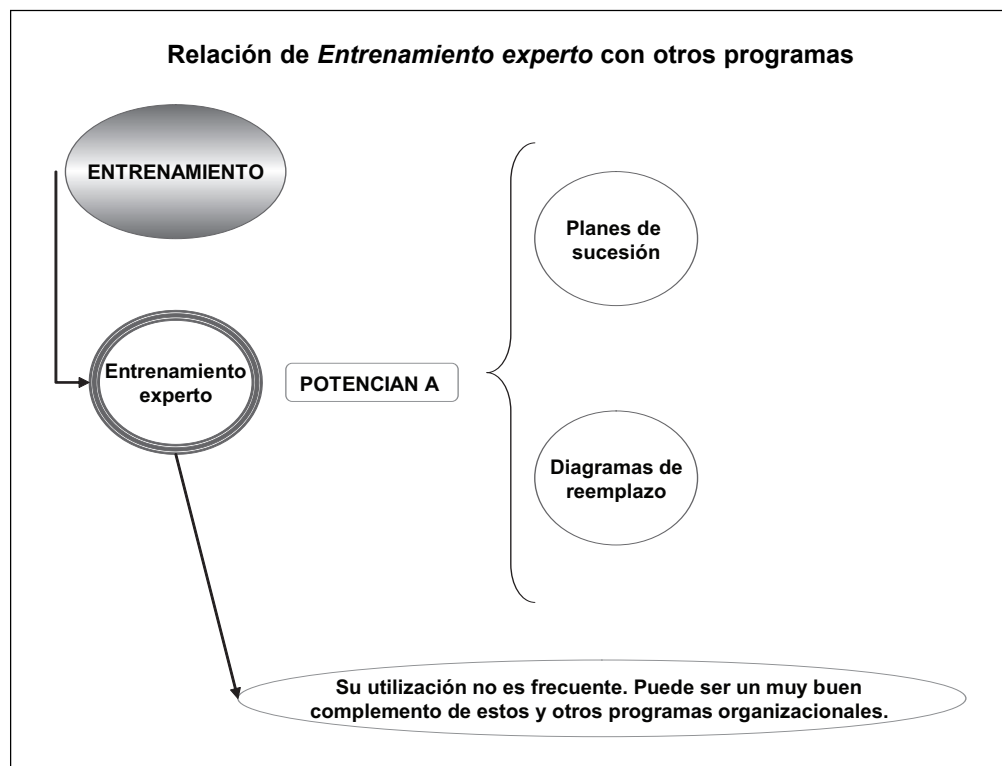 Relación de Entrenamiento experto con otros programas
ENTRENAMIENTO
Planes de
sucesión
Entrenamiento
experto
POTENCIAN A
Diagramas de
reemplazo
Su utilización no es frecuente. Puede ser un muy buen
complemento de estos y otros programas organizacionales.